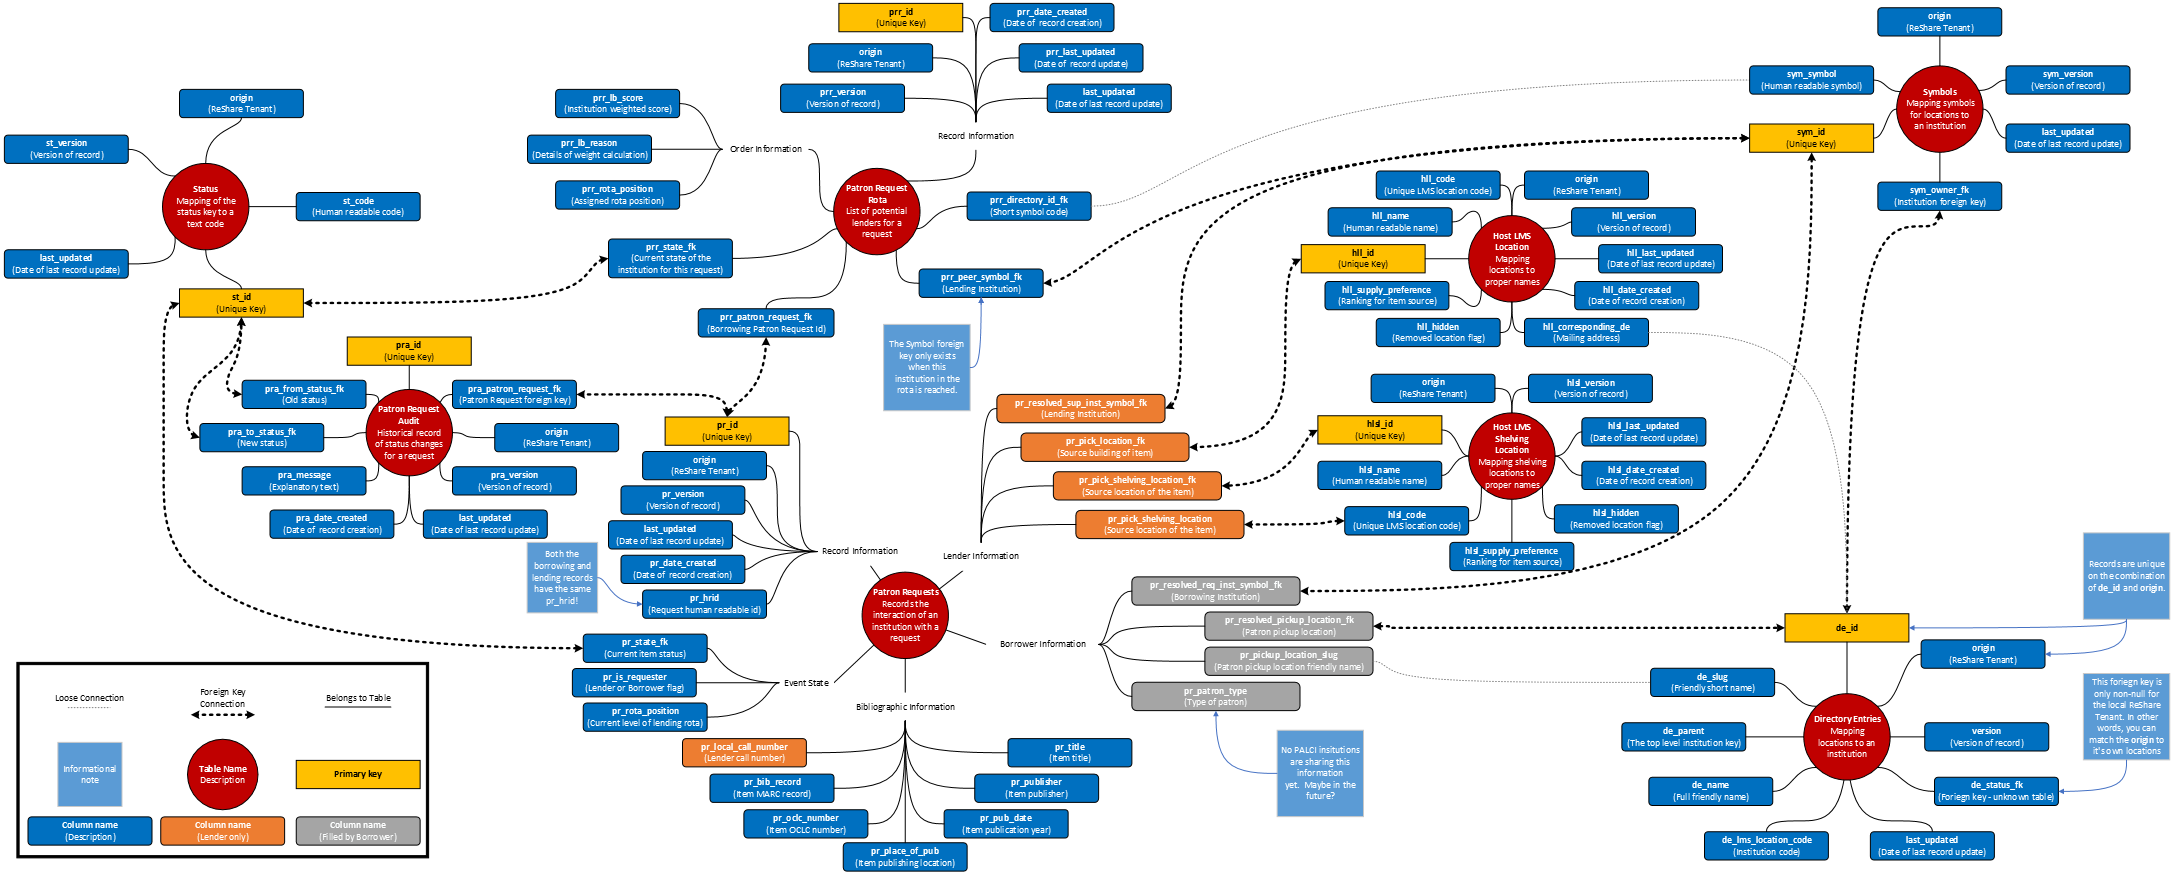 prr_id
(Unique Key)
prr_date_created
(Date of record creation)
origin
(ReShare Tenant)
prr_last_updated
(Date of record update)
prr_version
(Version of record)
last_updated
(Date of last record update)
Record Information
prr_lb_score
(Institution weighted score)
prr_lb_reason
(Details of weight calculation)
prr_rota_position
(Assigned rota position)
Order Information
Patron Request
Rota
List of potential
lenders for a
request
prr_directory_id_fk
(Short symbol code)
prr_state_fk
(Current state of the
institution for this request)
prr_peer_symbol_fk
(Lending Institution)
prr_patron_request_fk
(Borrowing Patron Request Id)
The Symbol foreign
key only exists
when this
institution in the
rota is reached.
origin
(ReShare Tenant)
st_version
(Version of record)
Status
Mapping of the
status key to a
text code
st_code
(Human readable code)
last_updated
(Date of last record update)
st_id
(Unique Key)
pra_id
(Unique Key)
pra_from_status_fk
(Old status)
pra_patron_request_fk
(Patron Request foreign key)
Patron Request
Audit
Historical record
of status changes
for a request
pra_to_status_fk
(New status)
origin
(ReShare Tenant)
pra_message
(Explanatory text)
pra_version
(Version of record)
pra_date_created
(Date of record creation)
last_updated
(Date of last record update)
origin
(ReShare Tenant)
sym_symbol
(Human readable symbol)
sym_version
(Version of record)
Symbols
Mapping symbols
for locations to
an institution
sym_id
(Unique Key)
last_updated
(Date of last record update)
sym_owner_fk
(Institution foreign key)
hll_code
(Unique LMS location code)
origin
(ReShare Tenant)
hll_name
(Human readable name)
hll_version
(Version of record)
Host LMS
Location
Mapping
locations to
proper names
hll_id
(Unique Key)
hll_last_updated
(Date of last record update)
hll_supply_preference
(Ranking for item source)
hll_date_created
(Date of record creation)
hll_hidden
(Removed location flag)
hll_corresponding_de
(Mailing address)
origin
(ReShare Tenant)
hlsl_version
(Version of record)
hlsl_id
(Unique Key)
hlsl_last_updated
(Date of last record update)
Host LMS
Shelving
Location
Mapping shelving
locations to
proper names
hlsl_name
(Human readable name)
hlsl_date_created
(Date of record creation)
hlsl_code
(Unique LMS location code)
hlsl_hidden
(Removed location flag)
hlsl_supply_preference
(Ranking for item source)
pr_resolved_sup_inst_symbol_fk
(Lending Institution)
pr_pick_location_fk
(Source building of item)
pr_pick_shelving_location_fk
(Source location of the item)
pr_pick_shelving_location
(Source location of the item)
Lender Information
pr_id
(Unique Key)
origin
(ReShare Tenant)
pr_version
(Version of record)
last_updated
(Date of last record update)
pr_date_created
(Date of record creation)
pr_hrid
(Request human readable id)
Record Information
Both the
borrowing and
lending records
have the same
pr_hrid!
Patron Requests
Records the
interaction of an
institution with a
request
pr_state_fk
(Current item status)
pr_is_requester
(Lender or Borrower flag)
pr_rota_position
(Current level of lending rota)
Event State
Borrower Information
pr_resolved_req_inst_symbol_fk
(Borrowing Institution)
pr_resolved_pickup_location_fk
(Patron pickup location)
pr_pickup_location_slug
(Patron pickup location friendly name)
pr_patron_type
(Type of patron)
No PALCI insitutions
are sharing this
information
yet. Maybe in the
future?
Bibliographic Information
pr_local_call_number
(Lender call number)
pr_title
(Item title)
pr_bib_record
(Item MARC record)
pr_publisher
(Item publisher)
pr_oclc_number
(Item OCLC number)
pr_pub_date
(Item publication year)
pr_place_of_pub
(Item publishing location)
Records are unique
on the combination
of de_id and origin.
de_id
origin
(ReShare Tenant)
de_slug
(Friendly short name)
This foriegn key is
only non-null for
the local ReShare
Tenant. In other
words, you can
match the origin to
it's own locations
Directory Entries
Mapping
locations to an
institution
de_parent
(The top level institution key)
version
(Version of record)
de_name
(Full friendly name)
de_status_fk
(Foriegn key - unknown table)
de_lms_location_code
(Institution code)
last_updated
(Date of last record update)
Loose Connection
Foreign Key
Connection
Belongs to Table
Informational
note
Table Name
Description
Primary key
Column name
(Description)
Column name
(Lender only)
Column name
(Filled by Borrower)